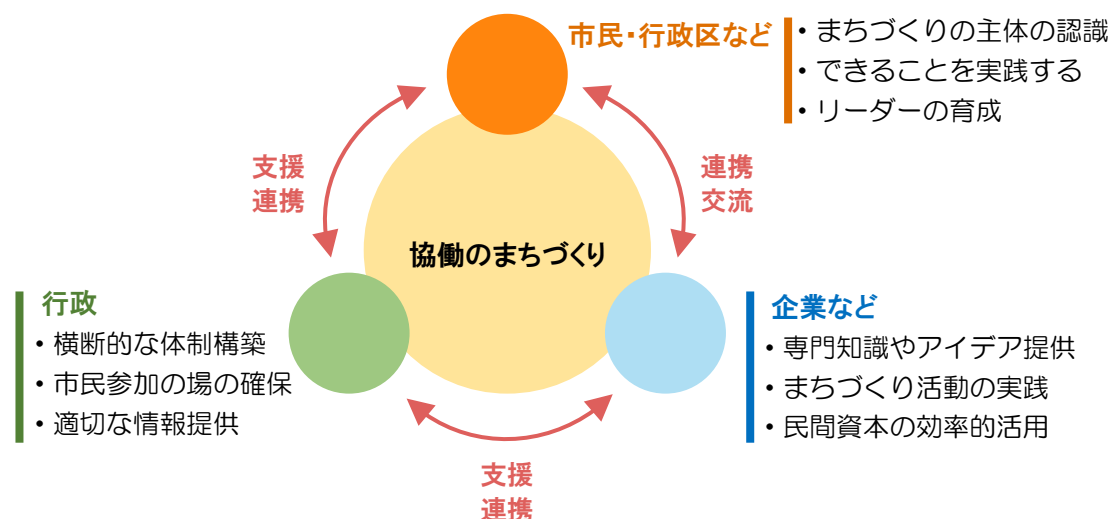 市民・行政区など
・まちづくりの主体の認識
・できることを実践する
・リーダーの育成
支援
連携
連携
交流
協働のまちづくり
行政
・横断的な体制構築
・市民参加の場の確保
・適切な情報提供
企業など
・専門知識やアイデア提供
・まちづくり活動の実践
・民間資本の効率的活用
支援
連携